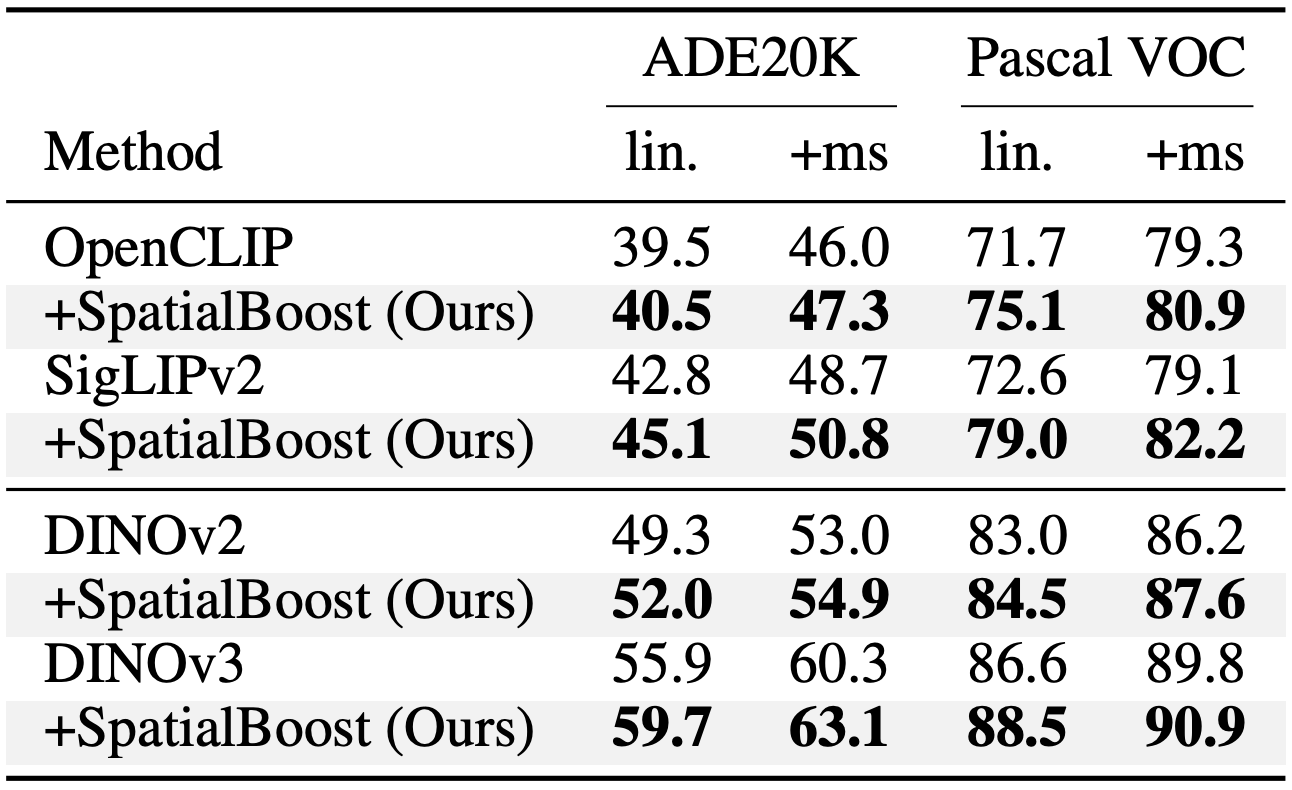 ADE20K Pascal VOC
Method lin. +ms lin. +ms
OpenCLIP 39.5 46.0 71.7 79.3
+SpatialBoost (Ours) 40.5 47.3 75.1 80.9
SigLIPv2 42.8 48.7 72.6 79.1
+SpatialBoost (Ours) 45.1 50.8 79.0 82.2
DINOv2 49.3 53.0 83.0 86.2
+SpatialBoost (Ours) 52.0 54.9 84.5 87.6
DINOv3 55.9 60.3 86.6 89.8
+SpatialBoost (Ours) 59.7 63.1 88.5 90.9